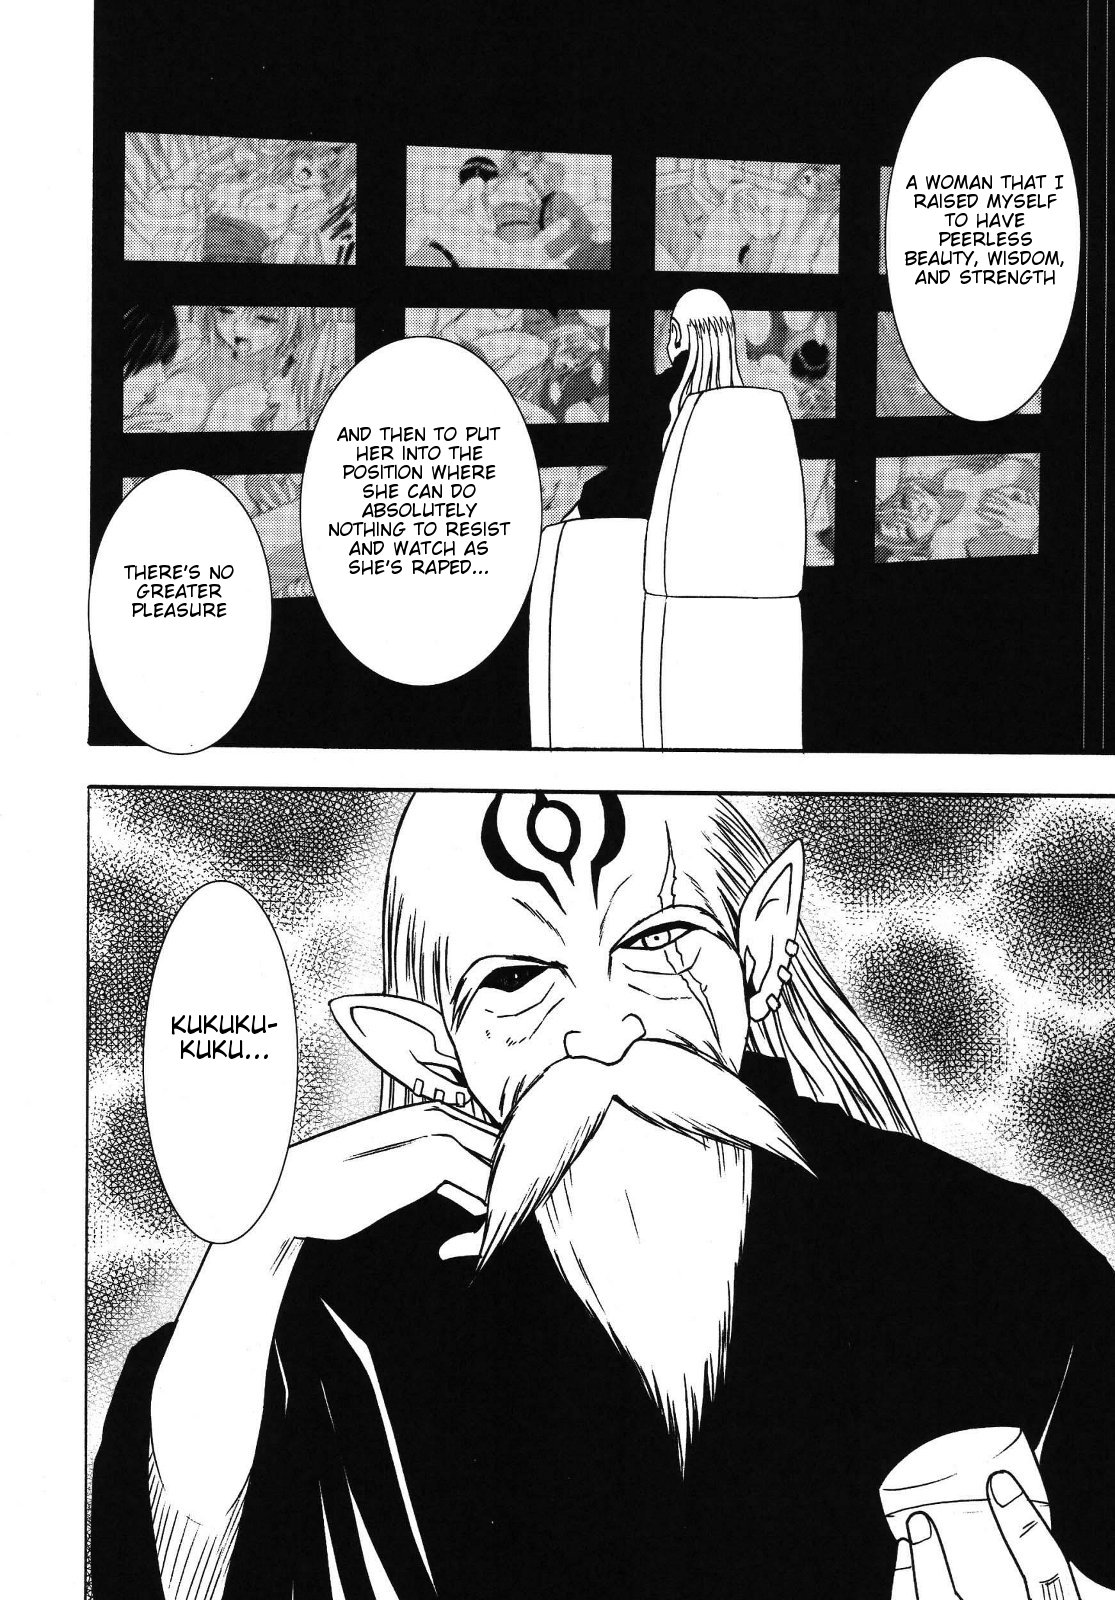 A WOMAN THAT I
RAISED MYSELF
TO HAVE
PEERLESS
BEAUTY, WISDOM,
AND STRENGTH
AND THEN TO PUT
HER INTO THE
POSITION WHERE
SHE CAN DO
ABSOLUTELY
NOTHING TO RESIST
AND WATCH AS
SHE'S RAPED...
THERE'S NO
GREATER
PLEASURE
KUKUKU-
KUKU...